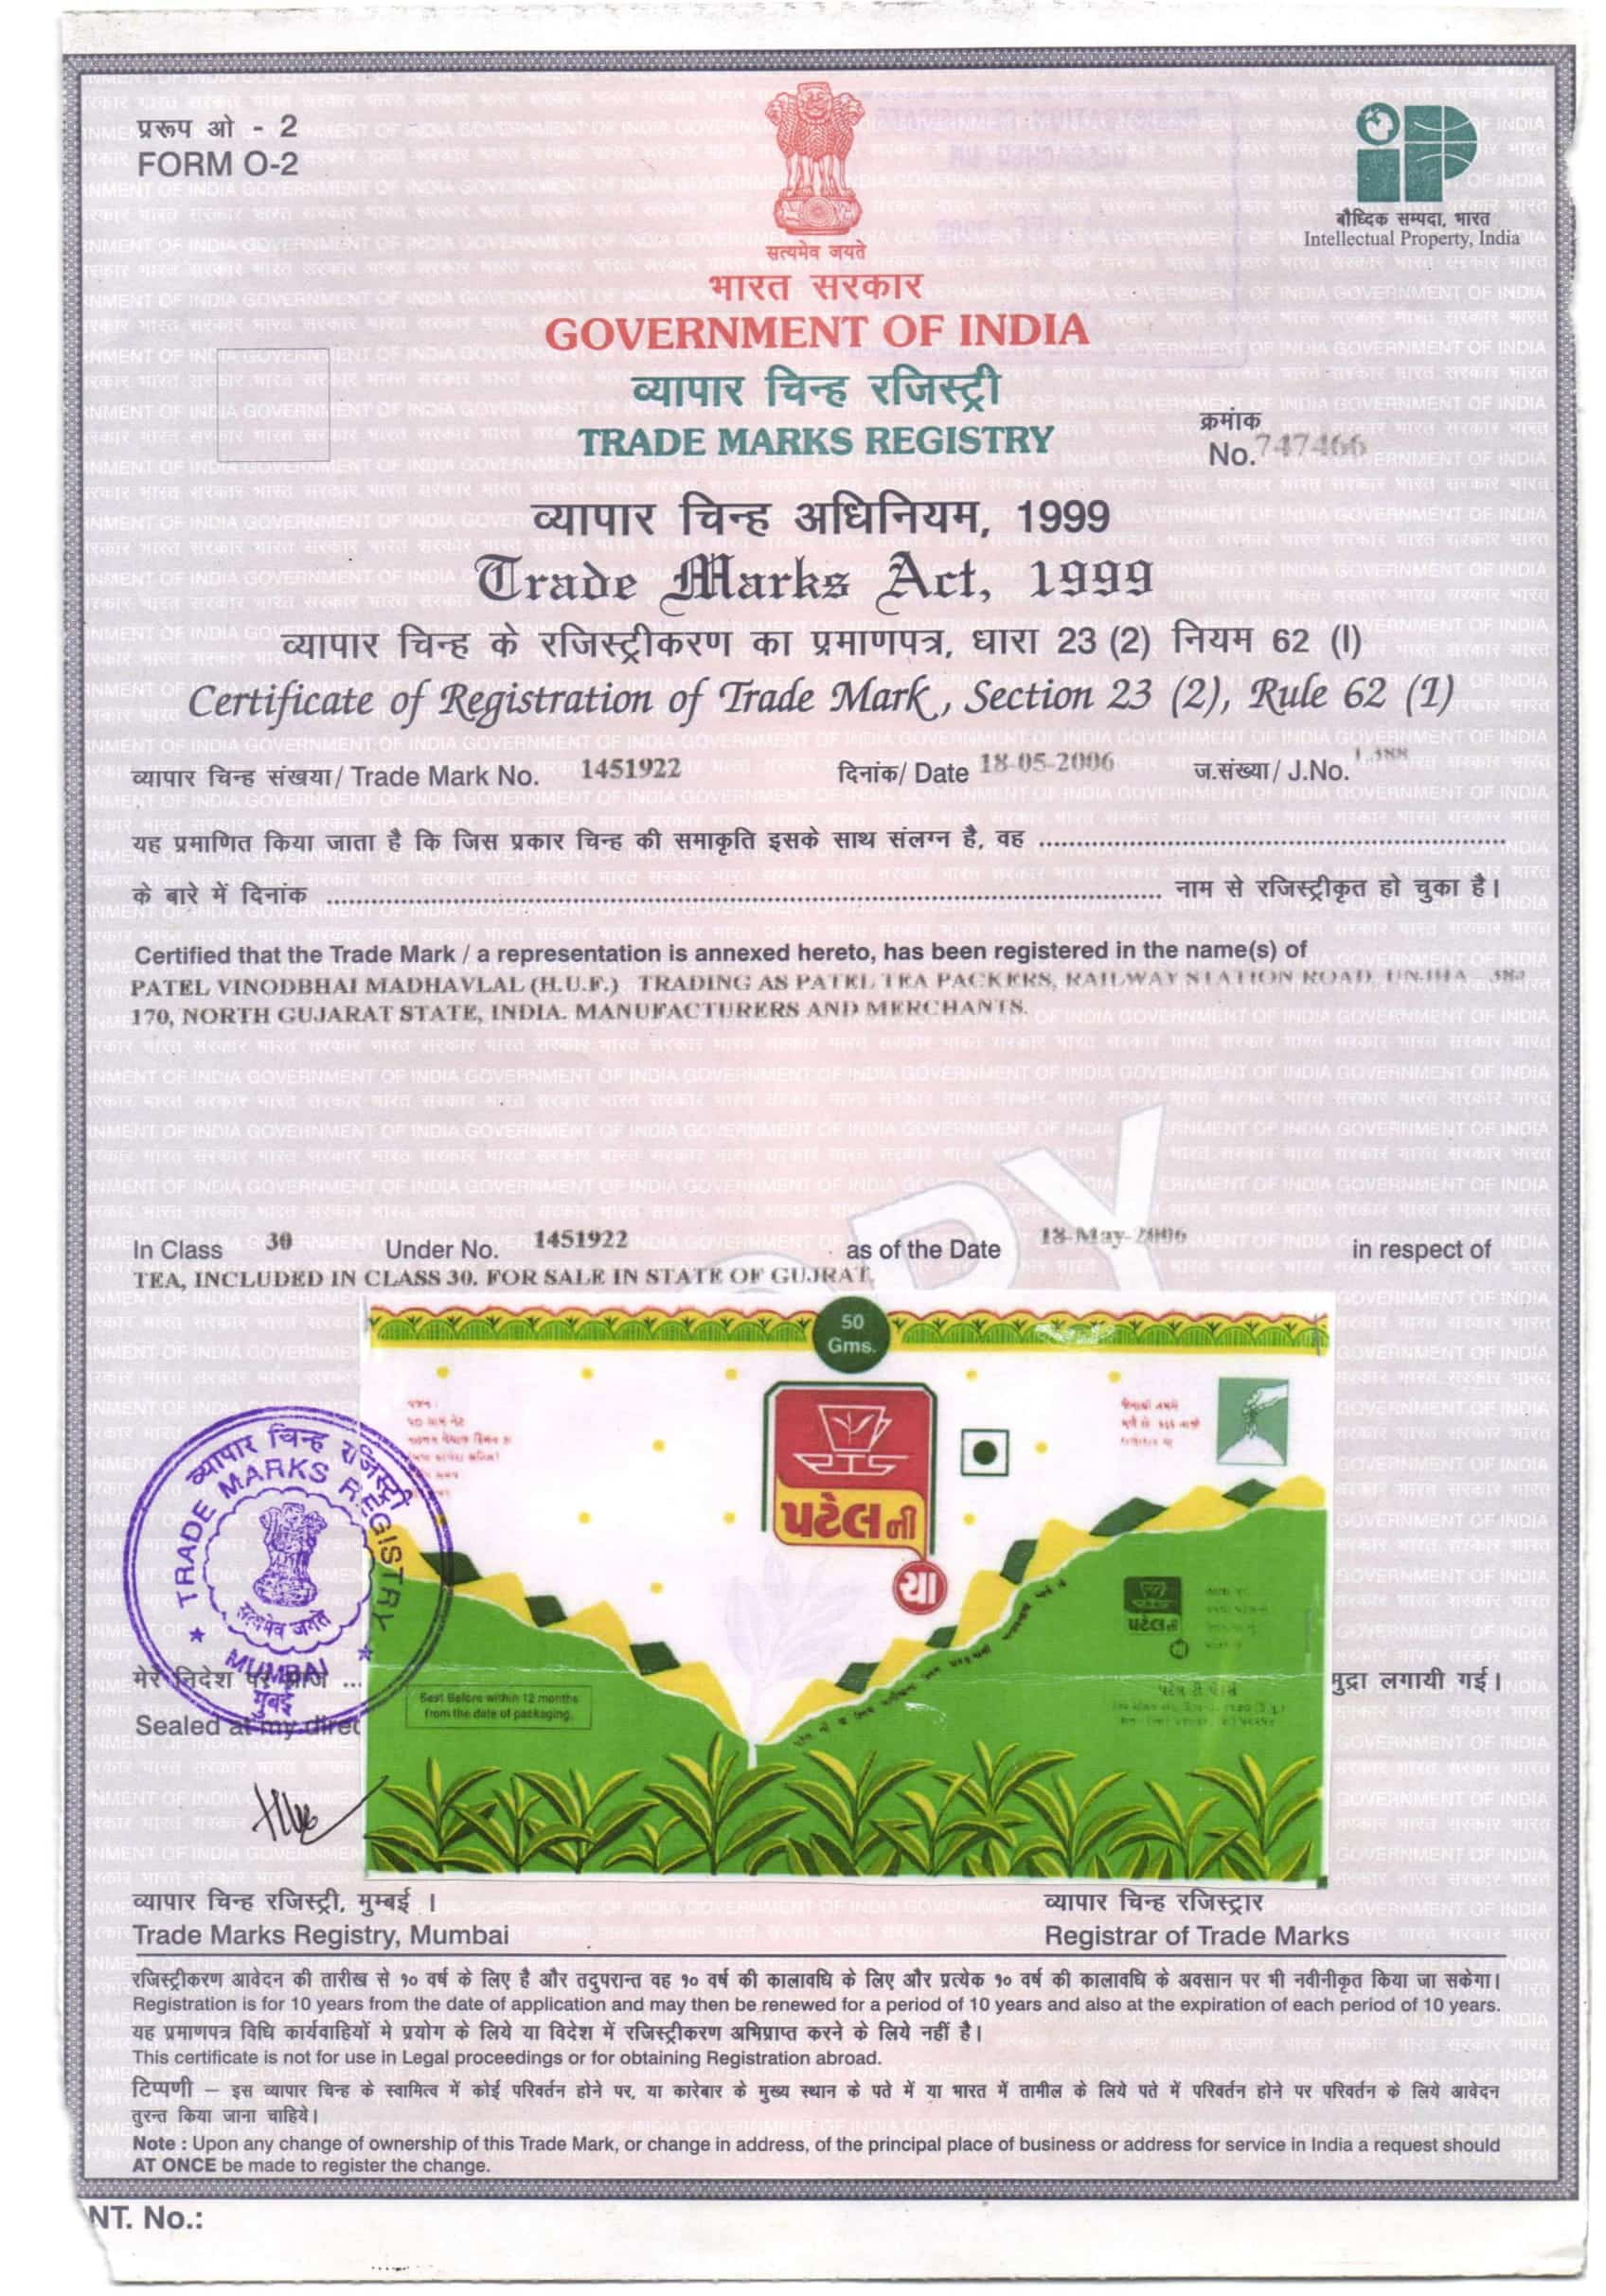 प्ररूप ओ - 2
FORM O-2
सत्यमेव जयते
बौध्दिक सम्पदा, भारत
Intellectual Property, India
भारत सरकार
GOVERNMENT OF INDIA
व्यापार चिन्ह रजिस्ट्री
TRADE MARKS REGISTRY
क्रमांक
No. 747466
व्यापार चिन्ह अधिनियम, 1999
Trade Marks Act, 1999
व्यापार चिन्ह के रजिस्ट्रीकरण का प्रमाणपत्र, धारा 23 (2) नियम 62 (I)
Certificate of Registration of Trade Mark, Section 23 (2), Rule 62 (1)
व्यापार चिन्ह संखया/ Trade Mark No. 1451922 दिनांक/ Date 18-05-2006 ज.संख्या/ J.No.
यह प्रमाणित किया जाता है कि जिस प्रकार चिन्ह की समाकृति इसके साथ संलग्न है, वह
के बारे में दिनांक नाम से रजिस्ट्रीकृत हो चुका है।
Certified that the Trade Mark / a representation is annexed hereto, has been registered in the name(s) of
PATEL VINODBHAI MADHAVLAL (H.U.F.) TRADING AS PATEL TEA PACKERS, RAILWAY STATION ROAD, UNJHA
170, NORTH GUJARAT STATE, INDIA. MANUFACTURERS AND MERCHANTS.
In Class 30 Under No. 1451922 as of the Date 18-May-2006 in respect of
TEA, INCLUDED IN CLASS 30. FOR SALE IN STATE OF GUJRAT,
50
Gms.
પટેલ ની
ચા
પટેલ ની
Best Before within 12 months
from the date of packaging.
व्यापार चिन्ह रजिस्ट्री
TRADE MARKS REGISTRY
सत्यमेव जयते
MUMBAI
मुंबई
मेरे निदेश पर आज ... मुद्रा लगायी गई।
Sealed at my direc
व्यापार चिन्ह रजिस्ट्री, मुम्बई ।
Trade Marks Registry, Mumbai
व्यापार चिन्ह रजिस्ट्रार
Registrar of Trade Marks
रजिस्ट्रीकरण आवेदन की तारीख से १० वर्ष के लिए है और तदुपरान्त वह १० वर्ष की कालावधि के लिए और प्रत्येक १० वर्ष की कालावधि के अवसान पर भी नवीनीकृत किया जा सकेगा।
Registration is for 10 years from the date of application and may then be renewed for a period of 10 years and also at the expiration of each period of 10 years.
यह प्रमाणपत्र विधि कार्यवाहियों मे प्रयोग के लिये या विदेश में रजिस्ट्रीकरण अभिप्राप्त करने के लिये नहीं है।
This certificate is not for use in Legal proceedings or for obtaining Registration abroad.
टिप्पणी – इस व्यापार चिन्ह के स्वामित्व में कोई परिवर्तन होने पर, या कारेबार के मुख्य स्थान के पते में या भारत में तामील के लिये पते में परिवर्तन होने पर परिवर्तन के लिये आवेदन
तुरन्त किया जाना चाहिये।
Note : Upon any change of ownership of this Trade Mark, or change in address, of the principal place of business or address for service in India a request should
AT ONCE be made to register the change.
NT. No.: